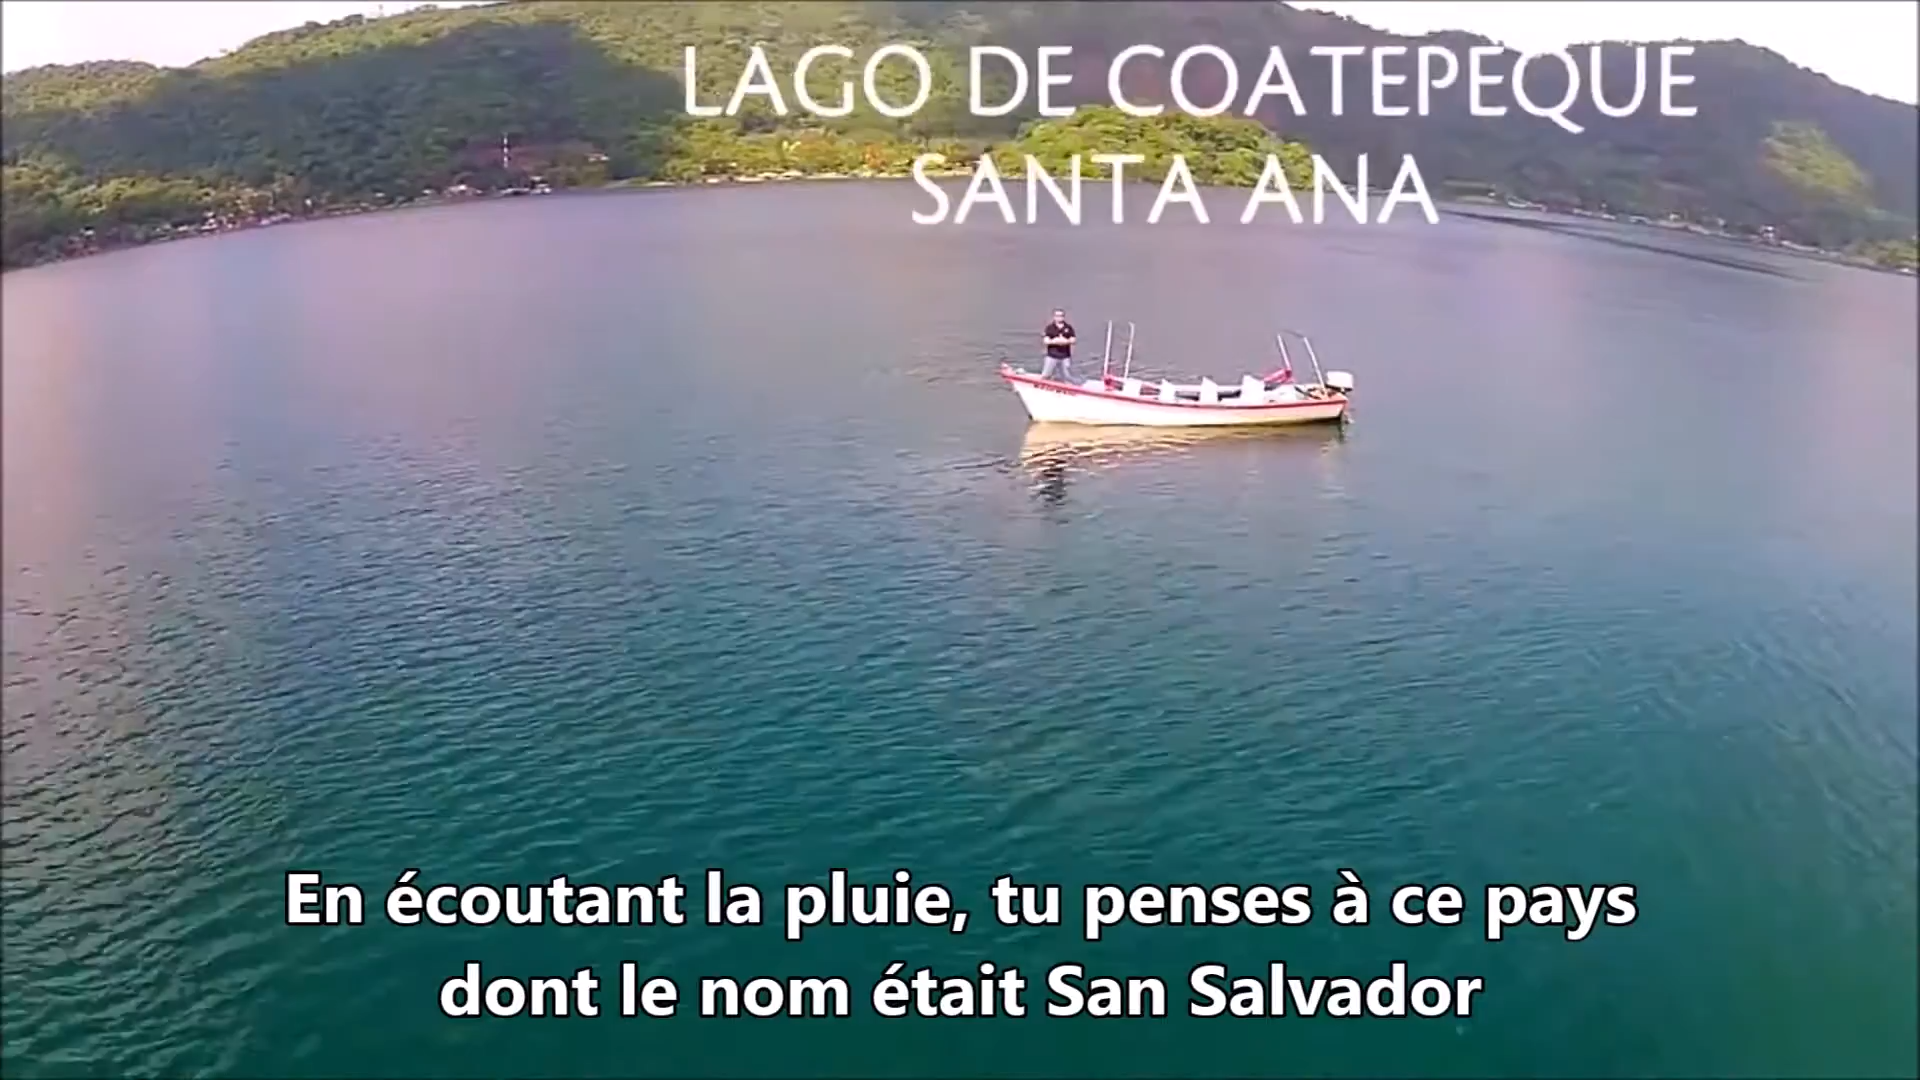 LAGO DE COATEPEQUE
SANTA ANA
En écoutant la pluie, tu penses à ce pays
dont le nom était San Salvador